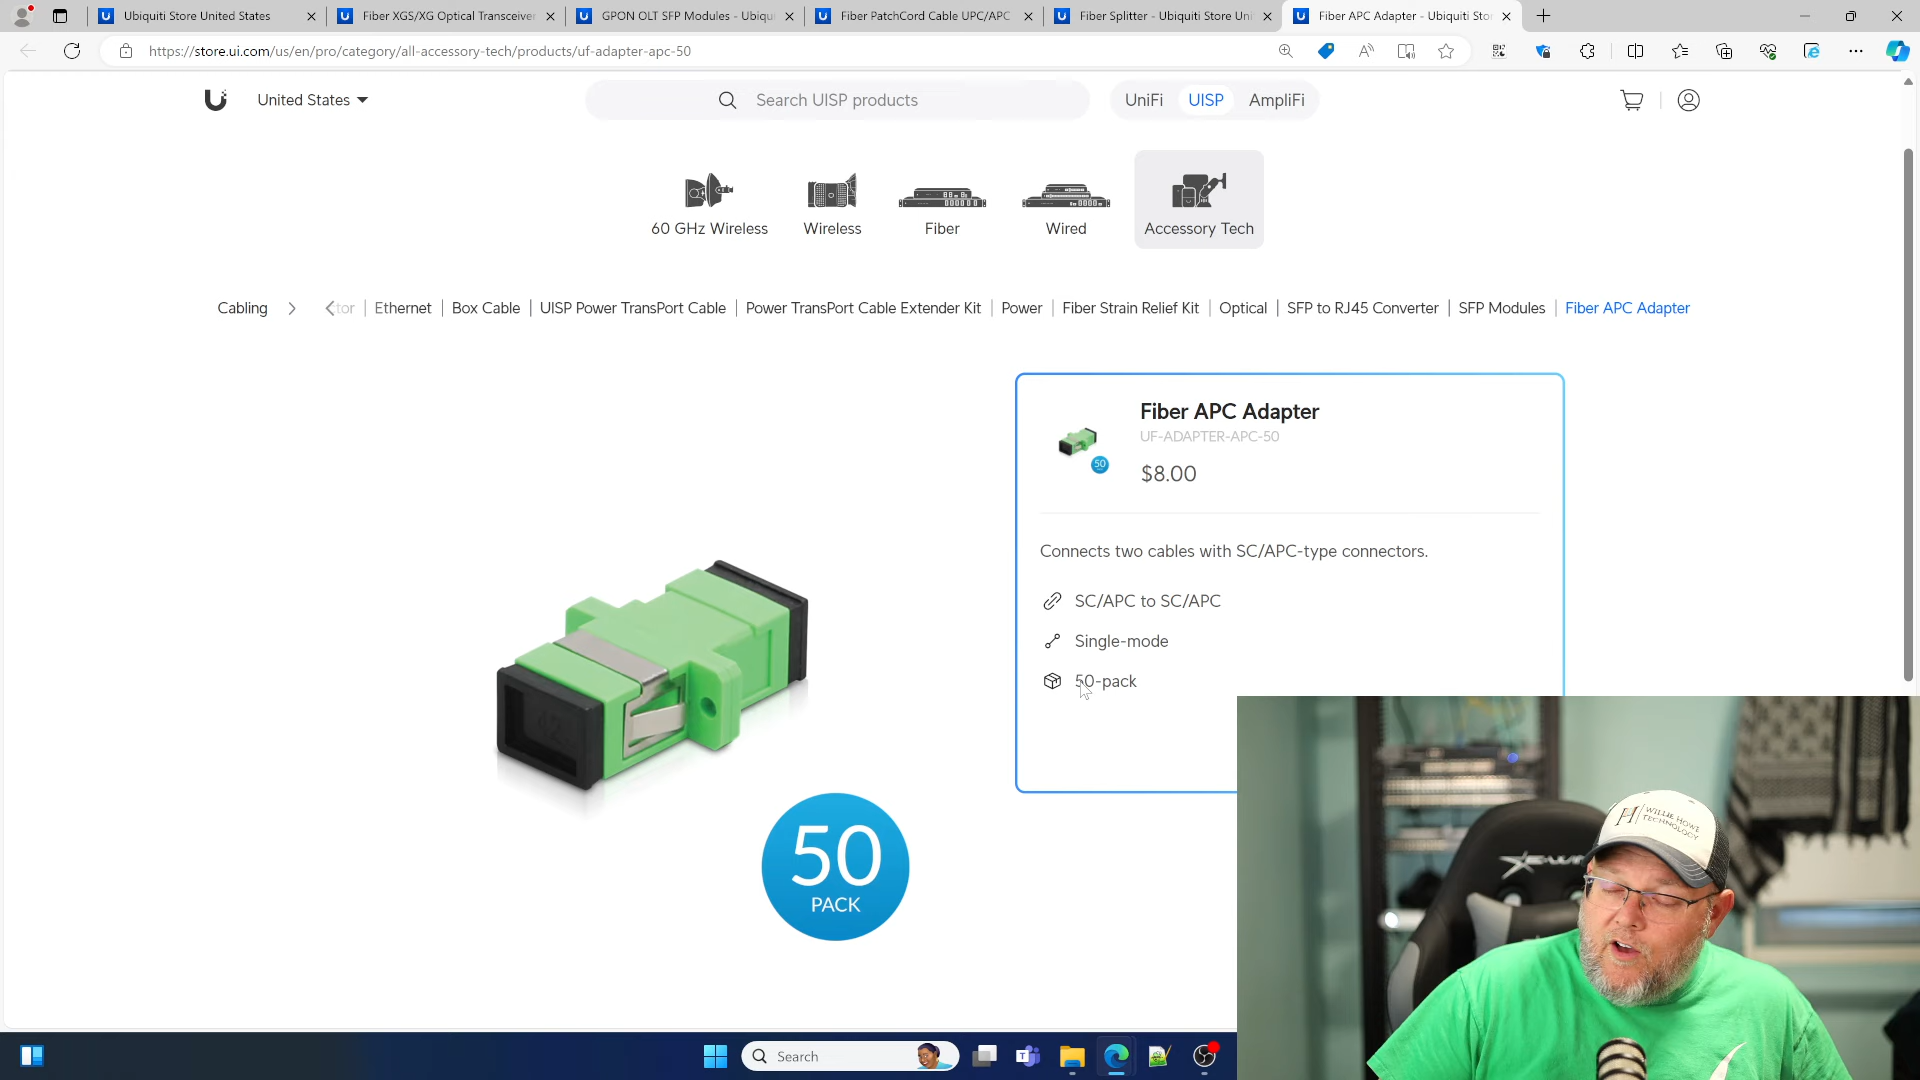 Ubiquiti Store United States
Fiber XGS/XG Optical Transceiver
GPON OLT SFP Modules - Ubiqu
Fiber PatchCord Cable UPC/APC
Fiber Splitter - Ubiquiti Store Uni
Fiber APC Adapter - Ubiquiti Sto
https://store.ui.com/us/en/pro/category/all-accessory-tech/products/uf-adapter-apc-50
United States
Search UISP products
UniFi
UISP
AmpliFi
60 GHz Wireless
Wireless
Fiber
Wired
Accessory Tech
Cabling
tor
Ethernet
Box Cable
UISP Power TransPort Cable
Power TransPort Cable Extender Kit
Power
Fiber Strain Relief Kit
Optical
SFP to RJ45 Converter
SFP Modules
Fiber APC Adapter
Fiber APC Adapter
UF-ADAPTER-APC-50
$8.00
50
Connects two cables with SC/APC-type connectors.
SC/APC to SC/APC
Single-mode
50-pack
50
PACK
H WILLIE HOWE
TECHNOLOGY
Search